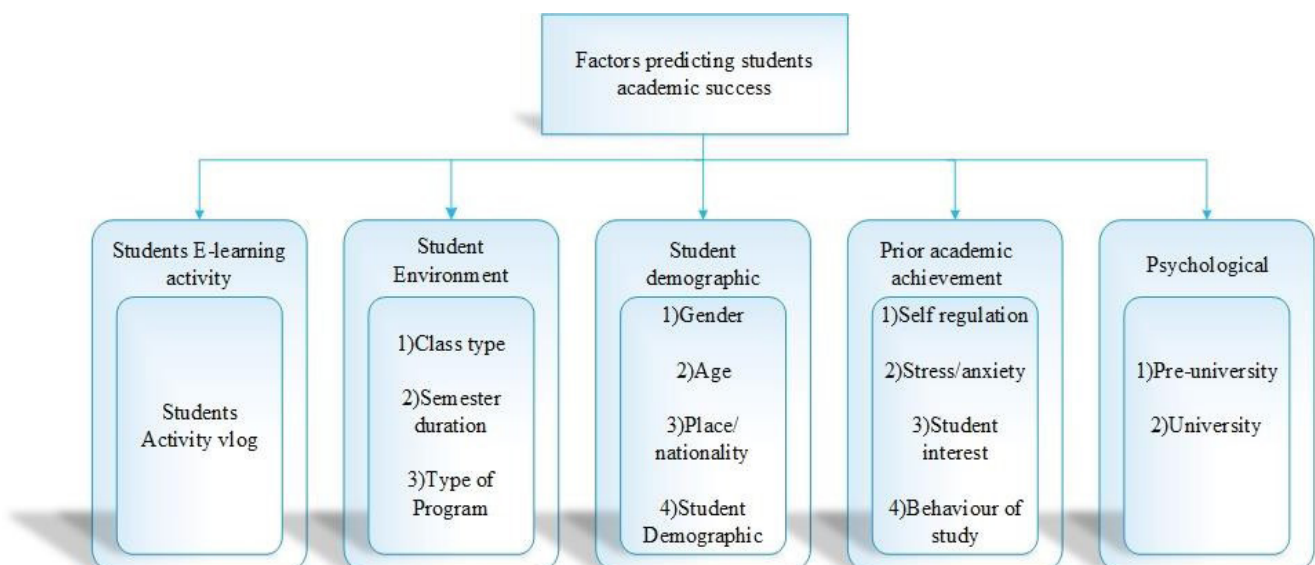 Factors predicting students
academic success
Students E-learning
activity
Students
Activity vlog
Student
Environment
1)Class type
2)Semester
duration
3)Type of
Program
Student
demographic
1)Gender
2)Age
3)Place/
nationality
4)Student
Demographic
Prior academic
achievement
1)Self regulation
2)Stress/anxiety
3)Student
interest
4)Behaviour of
study
Psychological
1)Pre-university
2)University